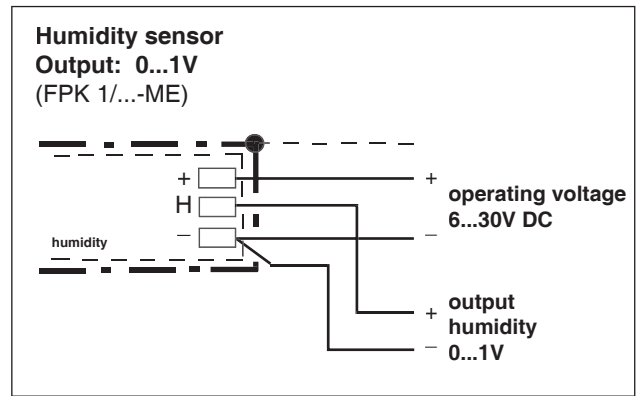 Humidity sensor
Output: 0...1V
(FPK 1/...-ME)
+
+
H
operating voltage
6...30V DC
–
–
humidity
+
output
humidity
–
0...1V